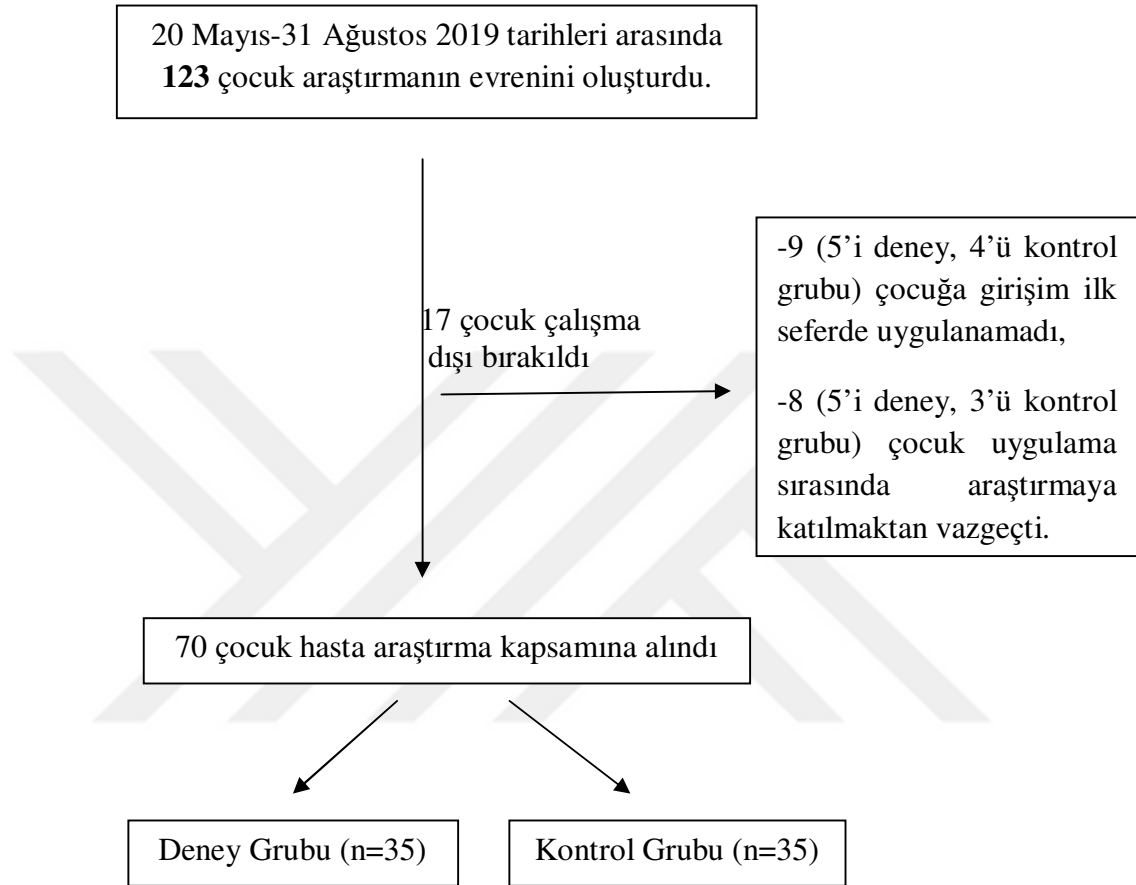 20 Mayıs-31 Ağustos 2019 tarihleri arasında
123 çocuk araştırmanın evrenini oluşturdu.
17 çocuk çalışma
dışı bırakıldı
-9 (5’i deney, 4’ü kontrol
grubu) çocuğa girişim ilk
seferde uygulanamadı,
-8 (5’i deney, 3’ü kontrol
grubu) çocuk uygulama
sırasında araştırmaya
katılmaktan vazgeçti.
70 çocuk hasta araştırma kapsamına alındı
Deney Grubu (n=35)
Kontrol Grubu (n=35)